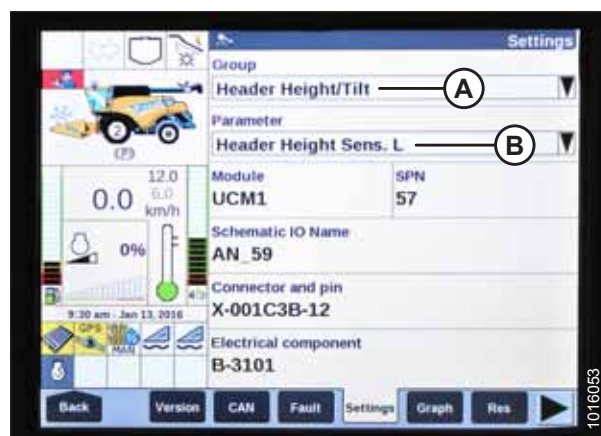 Settings
Group
Header Height/Tilt
A
Parameter
Header Height Sens. L
B
Module
SPN
UCM1
57
Schematic IO Name
AN_59
Connector and pin
X-001C3B-12
Electrical component
B-3101
2
(P)
12.0
6.0
0.0
km/h
0%
9:30 am - Jan 13, 2016
GPS
MAN
Back
Version
CAN
Fault
Settings
Graph
Res
1016053